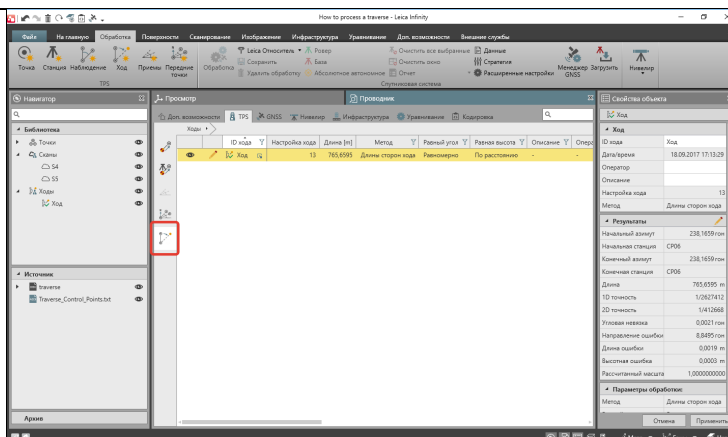 How to process a traverse - Leica Infinity
Файл На главную Обработка Поверхности Сканирование Изображение Инфраструктура Уравнивание Доп. возможности Внешние службы
Точка Станция Наблюдение Ход Приемы Передние точки
TPS
Обработка
Leica Относитель
Сохранить
Удалить обработку
Ровер
База
Абсолютное автономное
Очистить все выбранные
Очистить окно
Отчет
Данные
Стратегия
Расширенные настройки
Менеджер GNSS
Загрузить
Нивелир
Спутниковая система
Навигатор
Библиотека
Точки
Сканы
S4
S5
Ходы
Ход
Источник
traverse
Traverse_Control_Points.txt
Архив
Просмотр
Проводник
Доп. возможности TPS GNSS Нивелир Инфраструктура Уравнивание Кодировка
Ходы
ID хода Настройка хода Длина [m] Метод Равный угол Равная высота Описание Опера
Ход 13 765,6595 Длины сторон хода Равномерно По расстоянию - -
Свойства объекта
Ход
Ход
ID хода Ход
Дата/время 18.09.2017 17:13:29
Оператор
Описание
Настройка хода 13
Метод Длины сторон хода
Результаты
Начальный азимут 238,1659 гон
Начальная станция CP06
Конечный азимут 238,1659 гон
Конечная станция CP06
Длина 765,6595 m
1D точность 1/2627412
2D точность 1/412668
Угловая невязка 0,0021 гон
Направление ошибки 8,8495 гон
Длина ошибки 0,0019 m
Высотная ошибка 0,0003 m
Рассчитанный масшта 1,0000000000
Параметры обработки:
Метод Длины сторон хода
Отмена Применить